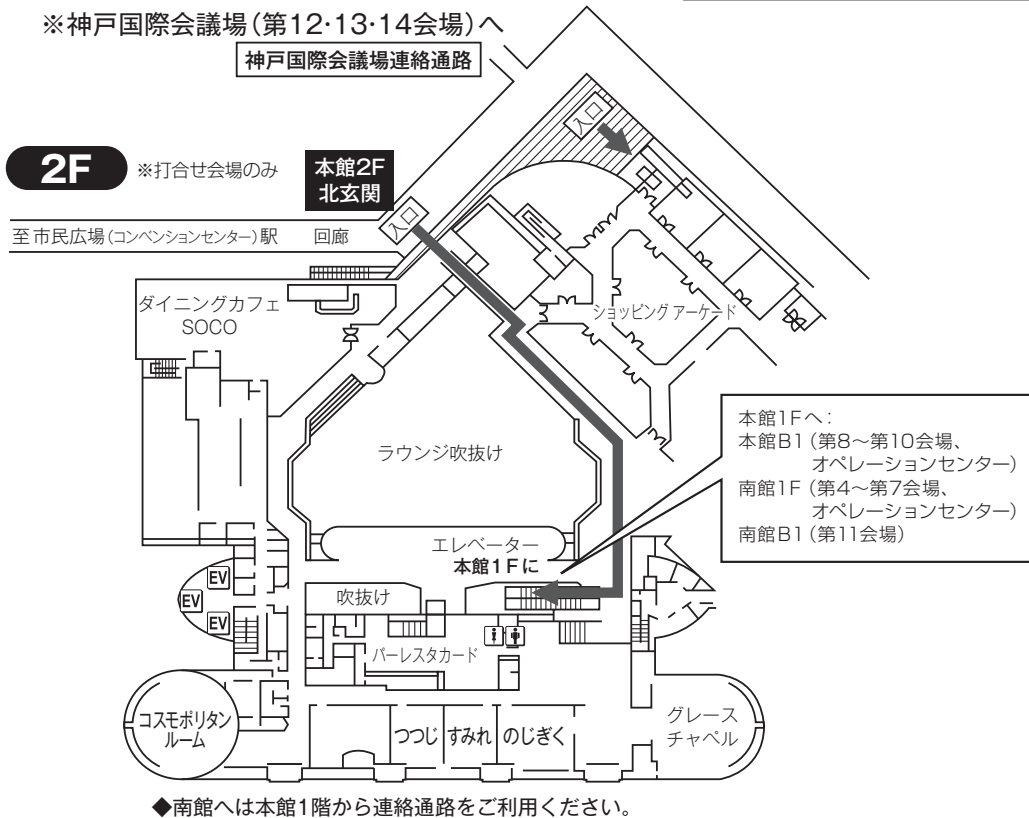 ※神戸国際会議場（第12・13・14会場）へ
神戸国際会議場連絡通路
入口
2F
※打合せ会場のみ
本館2F
北玄関
入口
至市民広場（コンベンションセンター）駅
回廊
ダイニングカフェ
SOCO
ショッピング アーケード
本館1Fへ：
本館B1（第8〜第10会場、
オペレーションセンター）
南館1F（第4〜第7会場、
オペレーションセンター）
南館B1（第11会場）
ラウンジ吹抜け
エレベーター
本館1Fに
吹抜け
EV
EV
EV
バーレスタカード
コスモポリタン
ルーム
つつじ
すみれ
のじぎく
グレース
チャペル
◆南館へは本館1階から連絡通路をご利用ください。